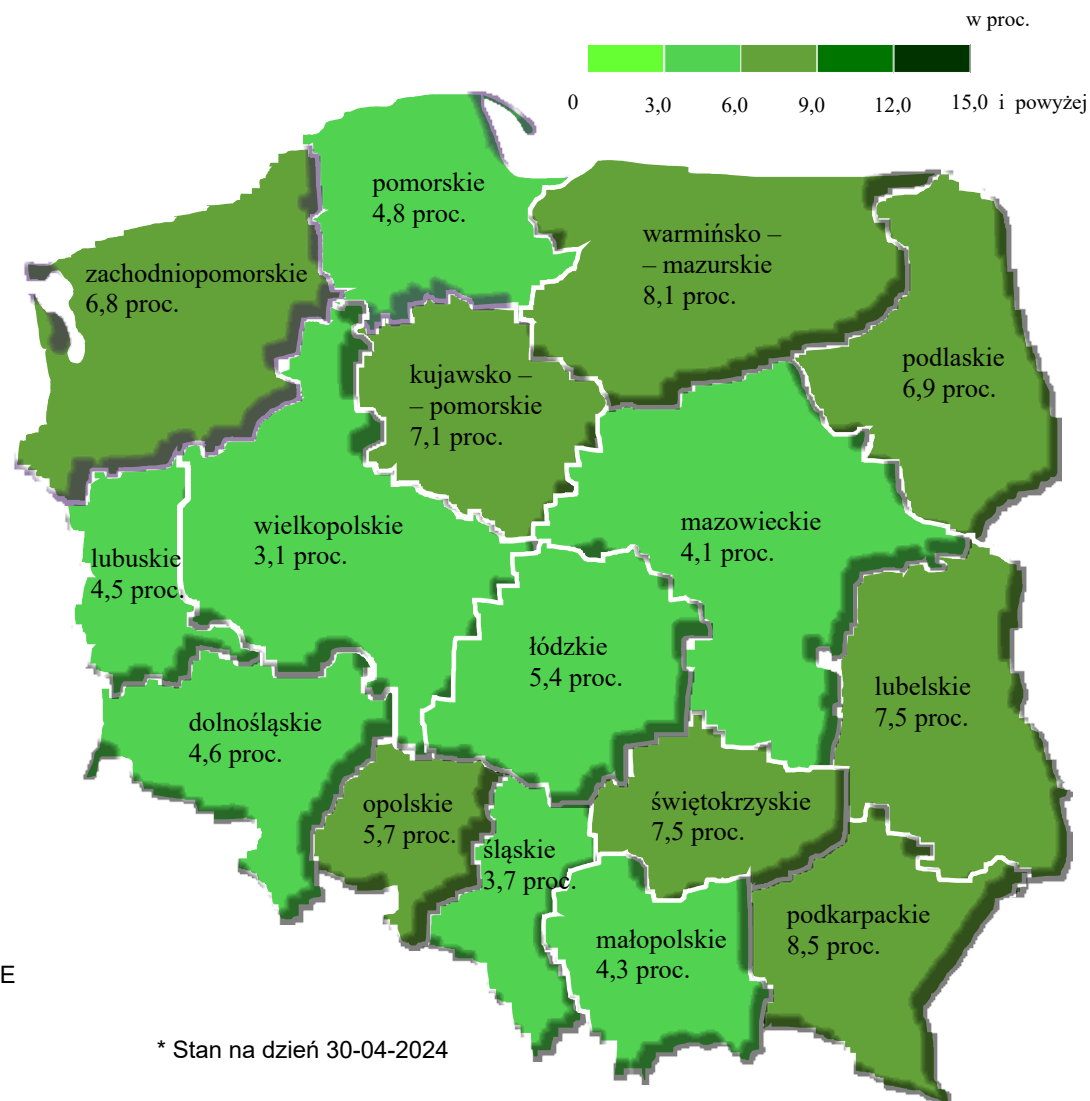 w proc.
0 3,0 6,0 9,0 12,0 15,0 i powyżej
pomorskie
4,8 proc.
warmińsko –
– mazurskie
8,1 proc.
zachodniopomorskie
6,8 proc.
podlaskie
6,9 proc.
kujawsko –
– pomorskie
7,1 proc.
wielkopolskie
3,1 proc.
mazowieckie
4,1 proc.
lubuskie
4,5 proc.
łódzkie
5,4 proc.
lubelskie
7,5 proc.
dolnośląskie
4,6 proc.
opolskie
5,7 proc.
świętokrzyskie
7,5 proc.
śląskie
3,7 proc.
podkarpackie
8,5 proc.
małopolskie
4,3 proc.
E
* Stan na dzień 30-04-2024